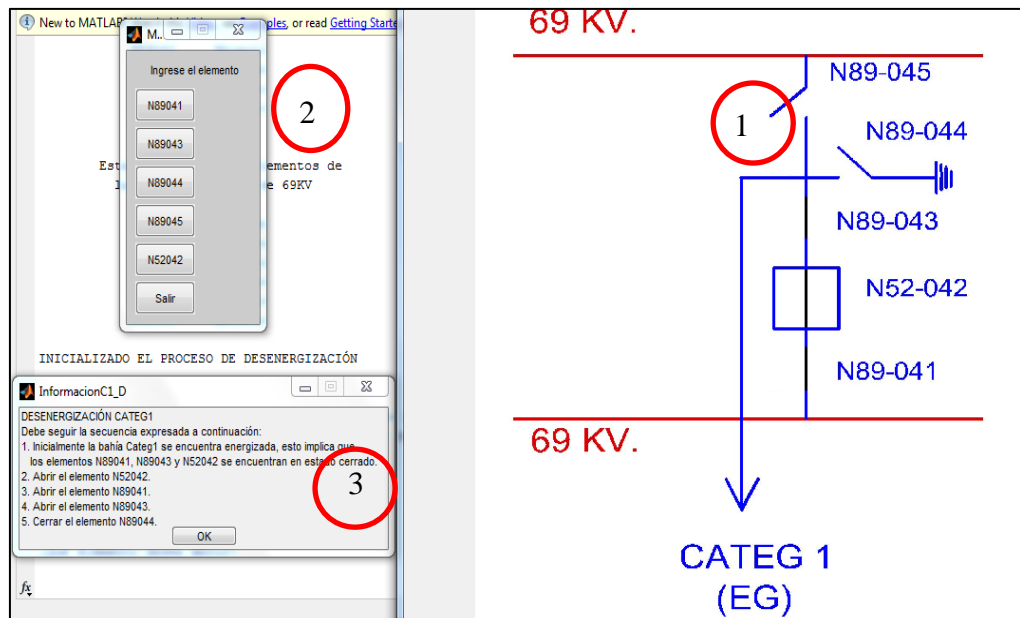 New to MATLAB
ples, or read Getting Starte
M...
Ingrese el elemento
N89041
N89043
N89044
N89045
N52042
Salir
2
Est
ementos de
l
e 69KV
INICIALIZADO EL PROCESO DE DESENERGIZACIÓN
InformacionC1_D
DESENERGIZACIÓN CATEG1
Debe seguir la secuencia expresada a continuación:
1. Inicialmente la bahía Categ1 se encuentra energizada, esto implica que
los elementos N89041, N89043 y N52042 se encuentran en estado cerrado.
2. Abrir el elemento N52042.
3. Abrir el elemento N89041.
4. Abrir el elemento N89043.
5. Cerrar el elemento N89044.
OK
3
fx
69 KV.
N89-045
1
N89-044
N89-043
N52-042
N89-041
69 KV.
CATEG 1
(EG)